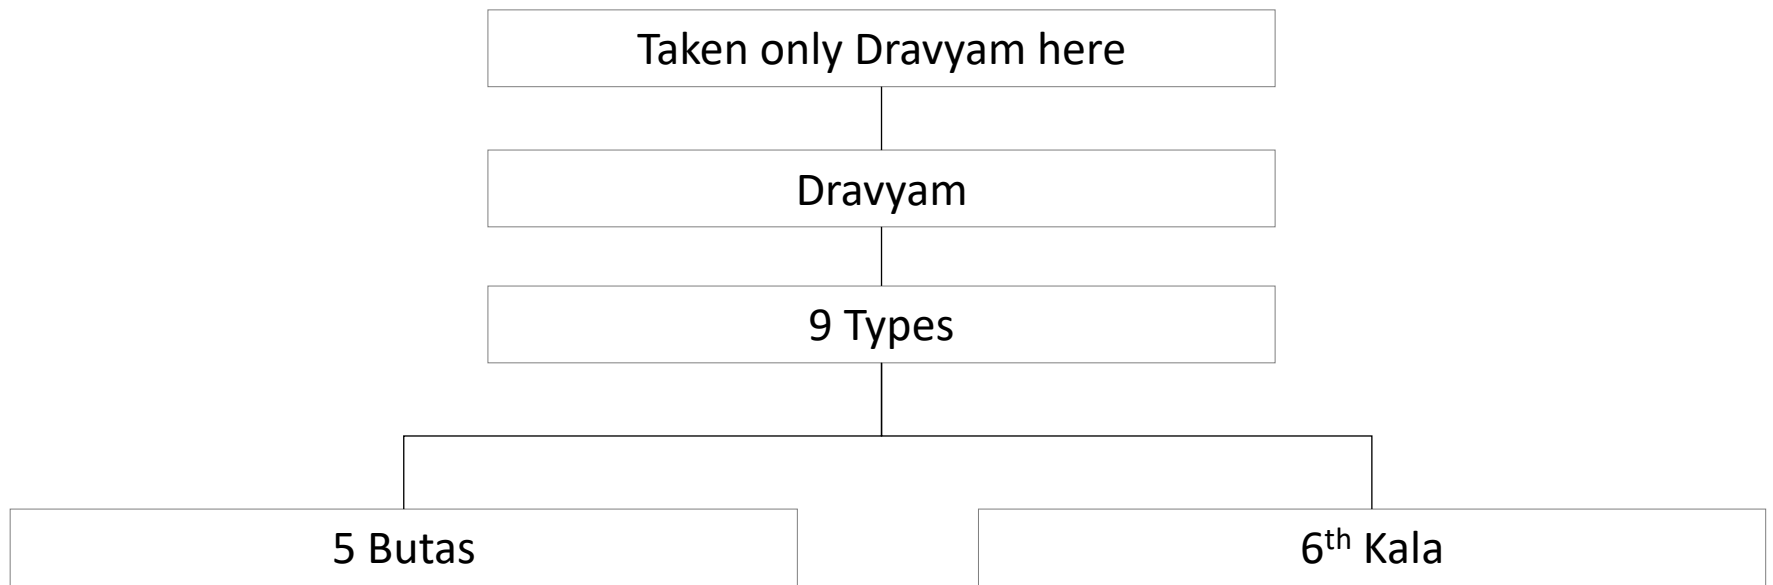 Taken only Dravyam here
Dravyam
9 Types
5 Butas
6th Kala